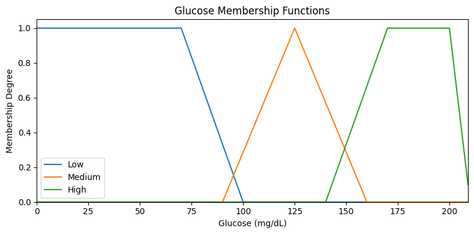 Glucose Membership Functions
Membership Degree
1.0
0.8
0.6
0.4
0.2
0.0
Low
Medium
High
0 25 50 75 100 125 150 175 200
Glucose (mg/dL)